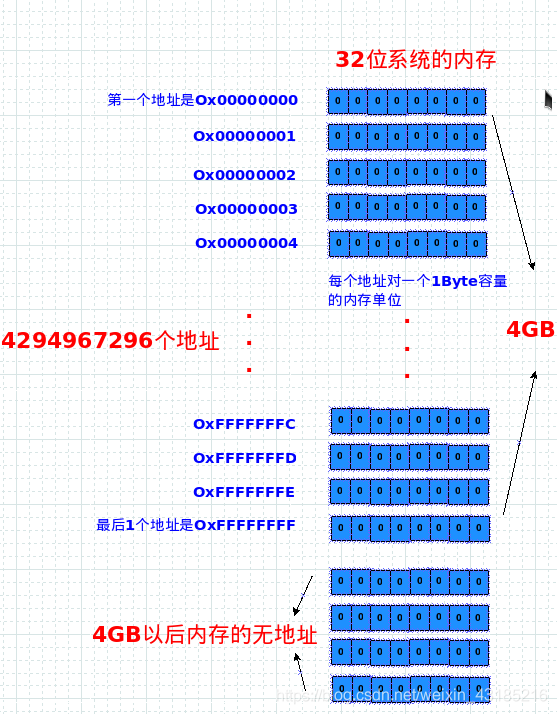 32位系统的内存
第一个地址是Ox00000000 0 0 0 0 0 0 0 0
Ox00000001 0 0 0 0 0 0 0 0
Ox00000002 0 0 0 0 0 0 0 0
Ox00000003 0 0 0 0 0 0 0 0
Ox00000004 0 0 0 0 0 0 0 0
每个地址对一个1Byte容量
的内存单位
4GB
4294967296个地址
OxFFFFFFFC 0 0 0 0 0 0 0 0
OxFFFFFFFD 0 0 0 0 0 0 0 0
OxFFFFFFFE 0 0 0 0 0 0 0 0
最后1个地址是OxFFFFFFFF 0 0 0 0 0 0 0 0
0 0 0 0 0 0 0 0
0 0 0 0 0 0 0 0
4GB以后内存的无地址
0 0 0 0 0 0 0 0
0 0 0 0 0 0 0 0